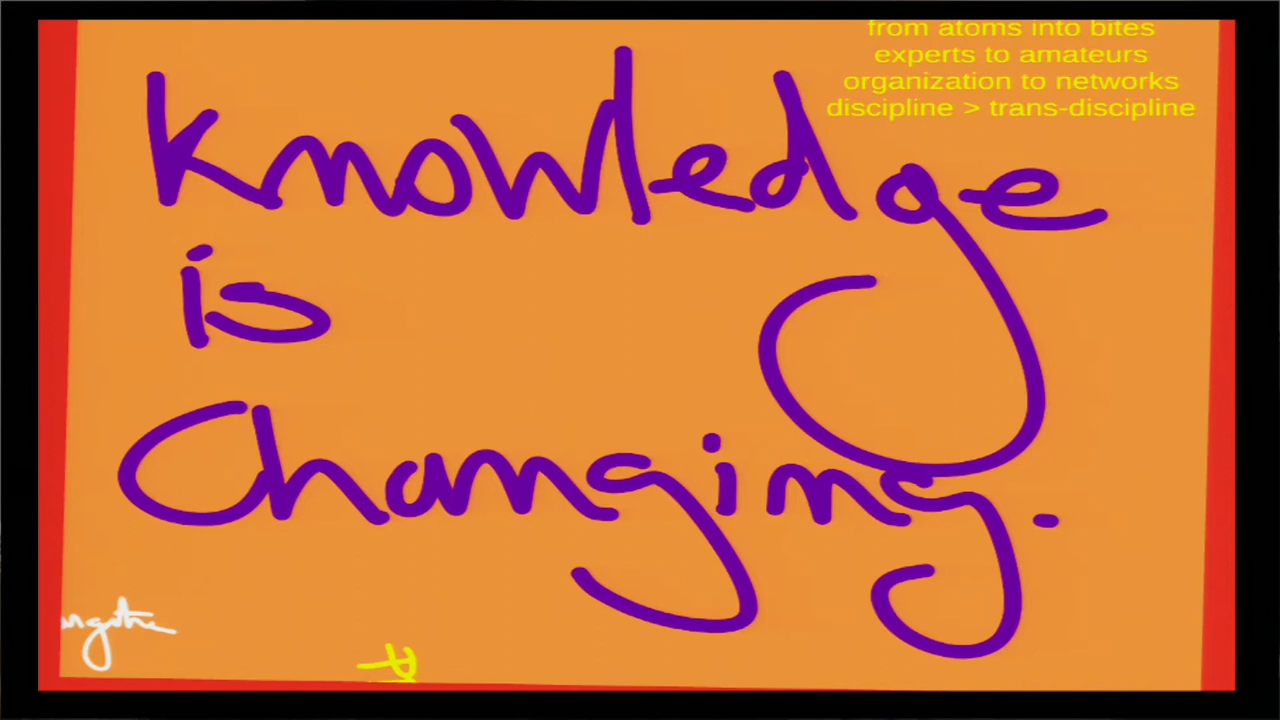 from atoms into bites
experts to amateurs
organization to networks
discipline > trans-discipline
Knowledge
is
Changing.